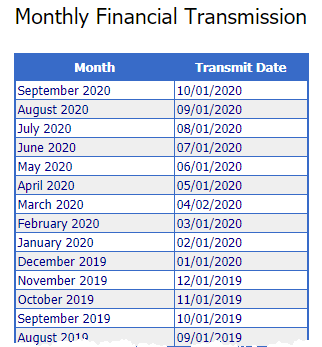 Monthly Financial Transmission
Month Transmit Date
September 2020 10/01/2020
August 2020 09/01/2020
July 2020 08/01/2020
June 2020 07/01/2020
May 2020 06/01/2020
April 2020 05/01/2020
March 2020 04/02/2020
February 2020 03/01/2020
January 2020 02/01/2020
December 2019 01/01/2020
November 2019 12/01/2019
October 2019 11/01/2019
September 2019 10/01/2019
August 2019 09/01/2019